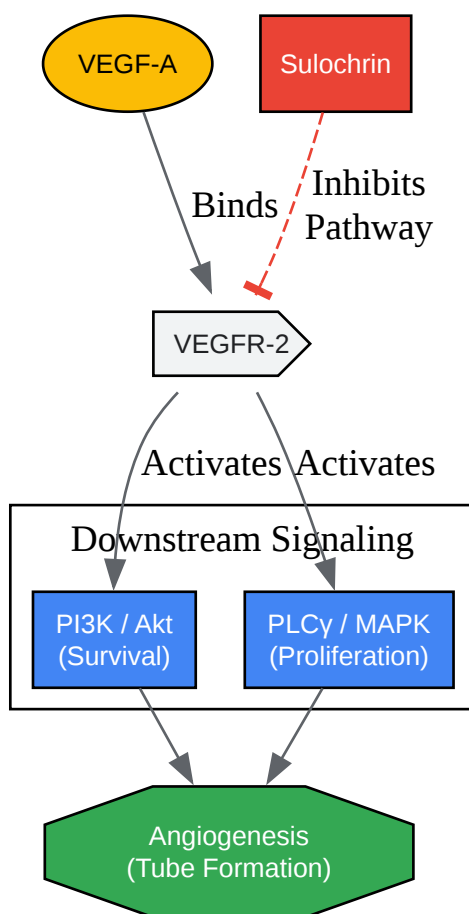 VEGF-A
Sulochrin
Binds
Inhibits
Pathway
VEGFR-2
Activates
Activates
Downstream Signaling
PI3K / Akt
(Survival)
PLCγ / MAPK
(Proliferation)
Angiogenesis
(Tube Formation)